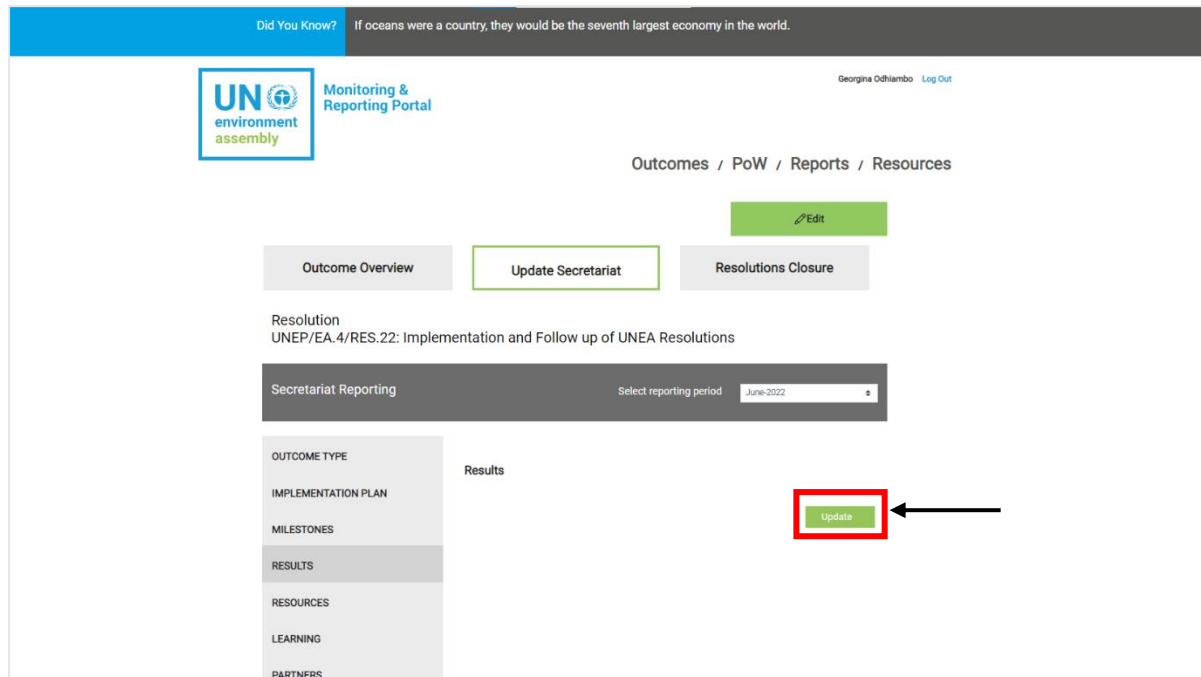 Did You Know? If oceans were a country, they would be the seventh largest economy in the world.
Georgina Odhiambo Log Out
UN
environment
assembly
Monitoring &
Reporting Portal
Outcomes / PoW / Reports / Resources
Edit
Outcome Overview
Update Secretariat
Resolutions Closure
Resolution
UNEP/EA.4/RES.22: Implementation and Follow up of UNEA Resolutions
Secretariat Reporting
Select reporting period
June-2022
OUTCOME TYPE
IMPLEMENTATION PLAN
MILESTONES
RESULTS
RESOURCES
LEARNING
PARTNERS
Results
Update